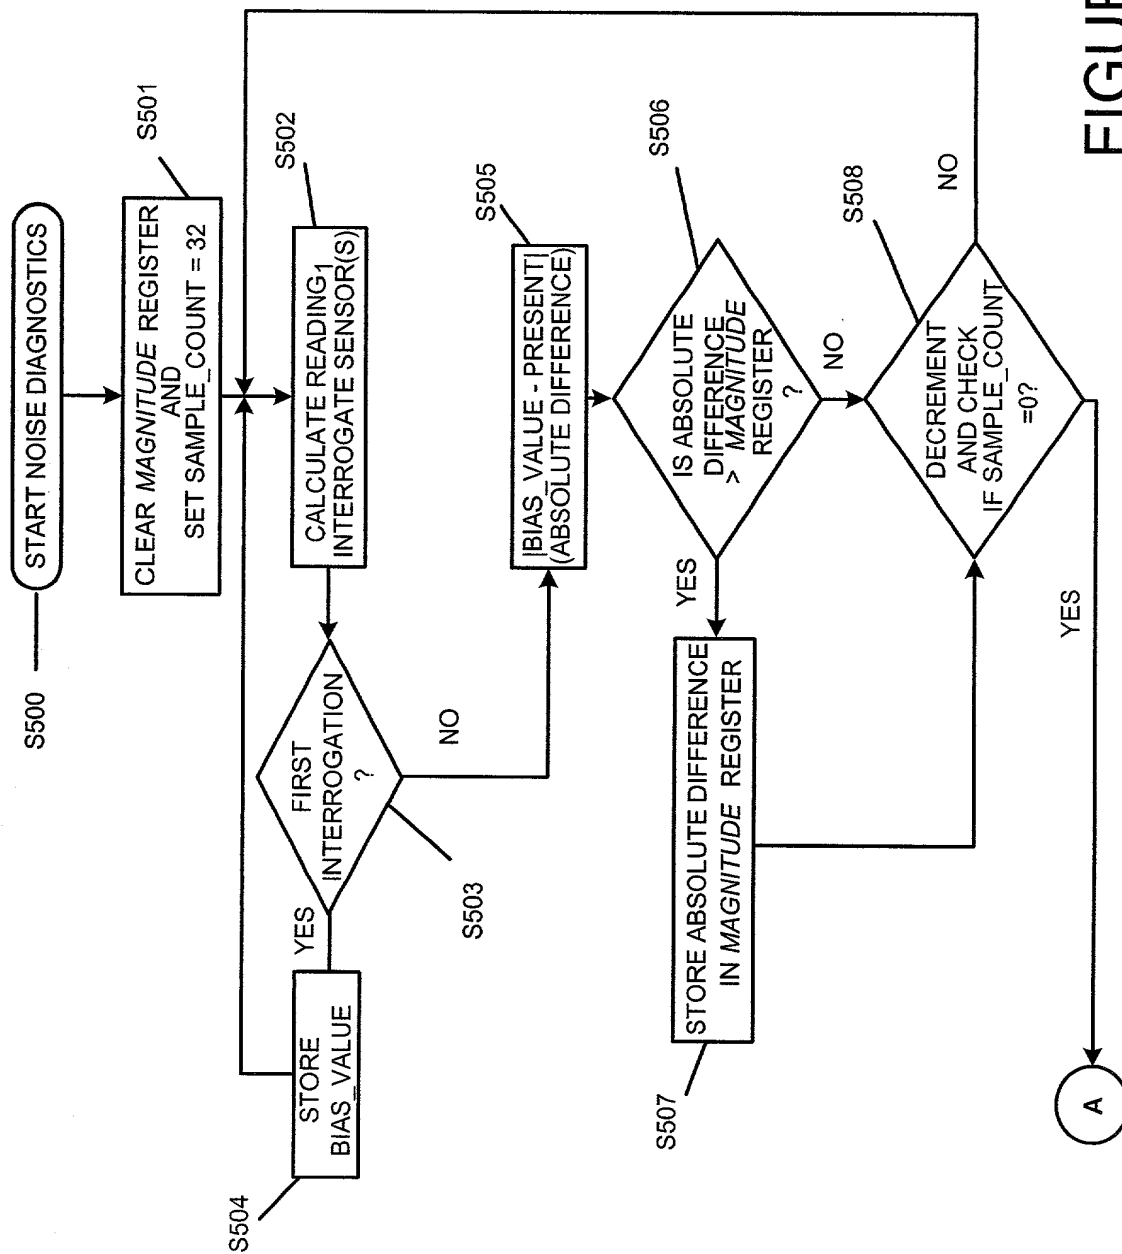 START NOISE DIAGNOSTICS
S500
CLEAR MAGNITUDE REGISTER
AND
SET SAMPLE_COUNT = 32
S501
CALCULATE READING1
INTERROGATE SENSOR(S)
S502
FIRST
INTERROGATION
?
S503
YES
NO
STORE
BIAS_VALUE
S504
|BIAS_VALUE - PRESENT|
(ABSOLUTE DIFFERENCE)
S505
IS ABSOLUTE
DIFFERENCE
> MAGNITUDE
REGISTER
?
S506
YES
NO
STORE ABSOLUTE DIFFERENCE
IN MAGNITUDE REGISTER
S507
DECREMENT
AND CHECK
IF SAMPLE_COUNT
=0?
S508
NO
YES
A